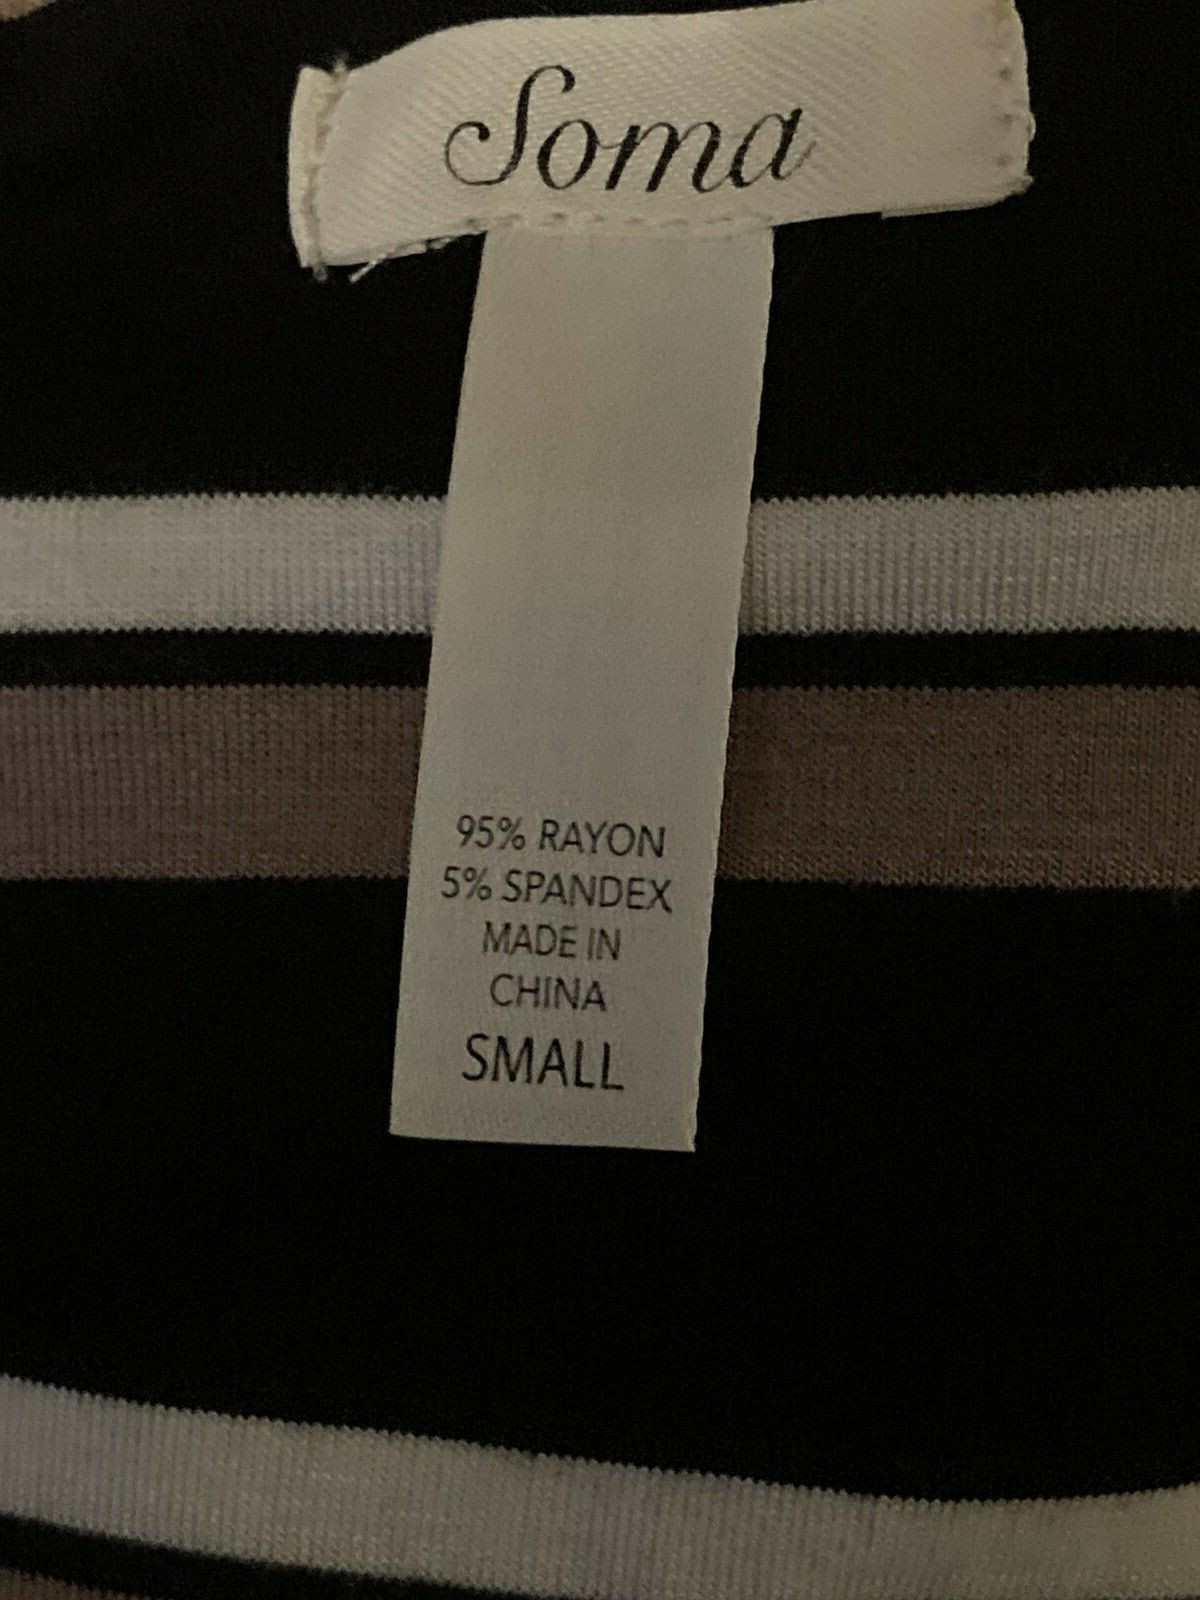 Soma
95% RAYON
5% SPANDEX
MADE IN
CHINA
SMALL